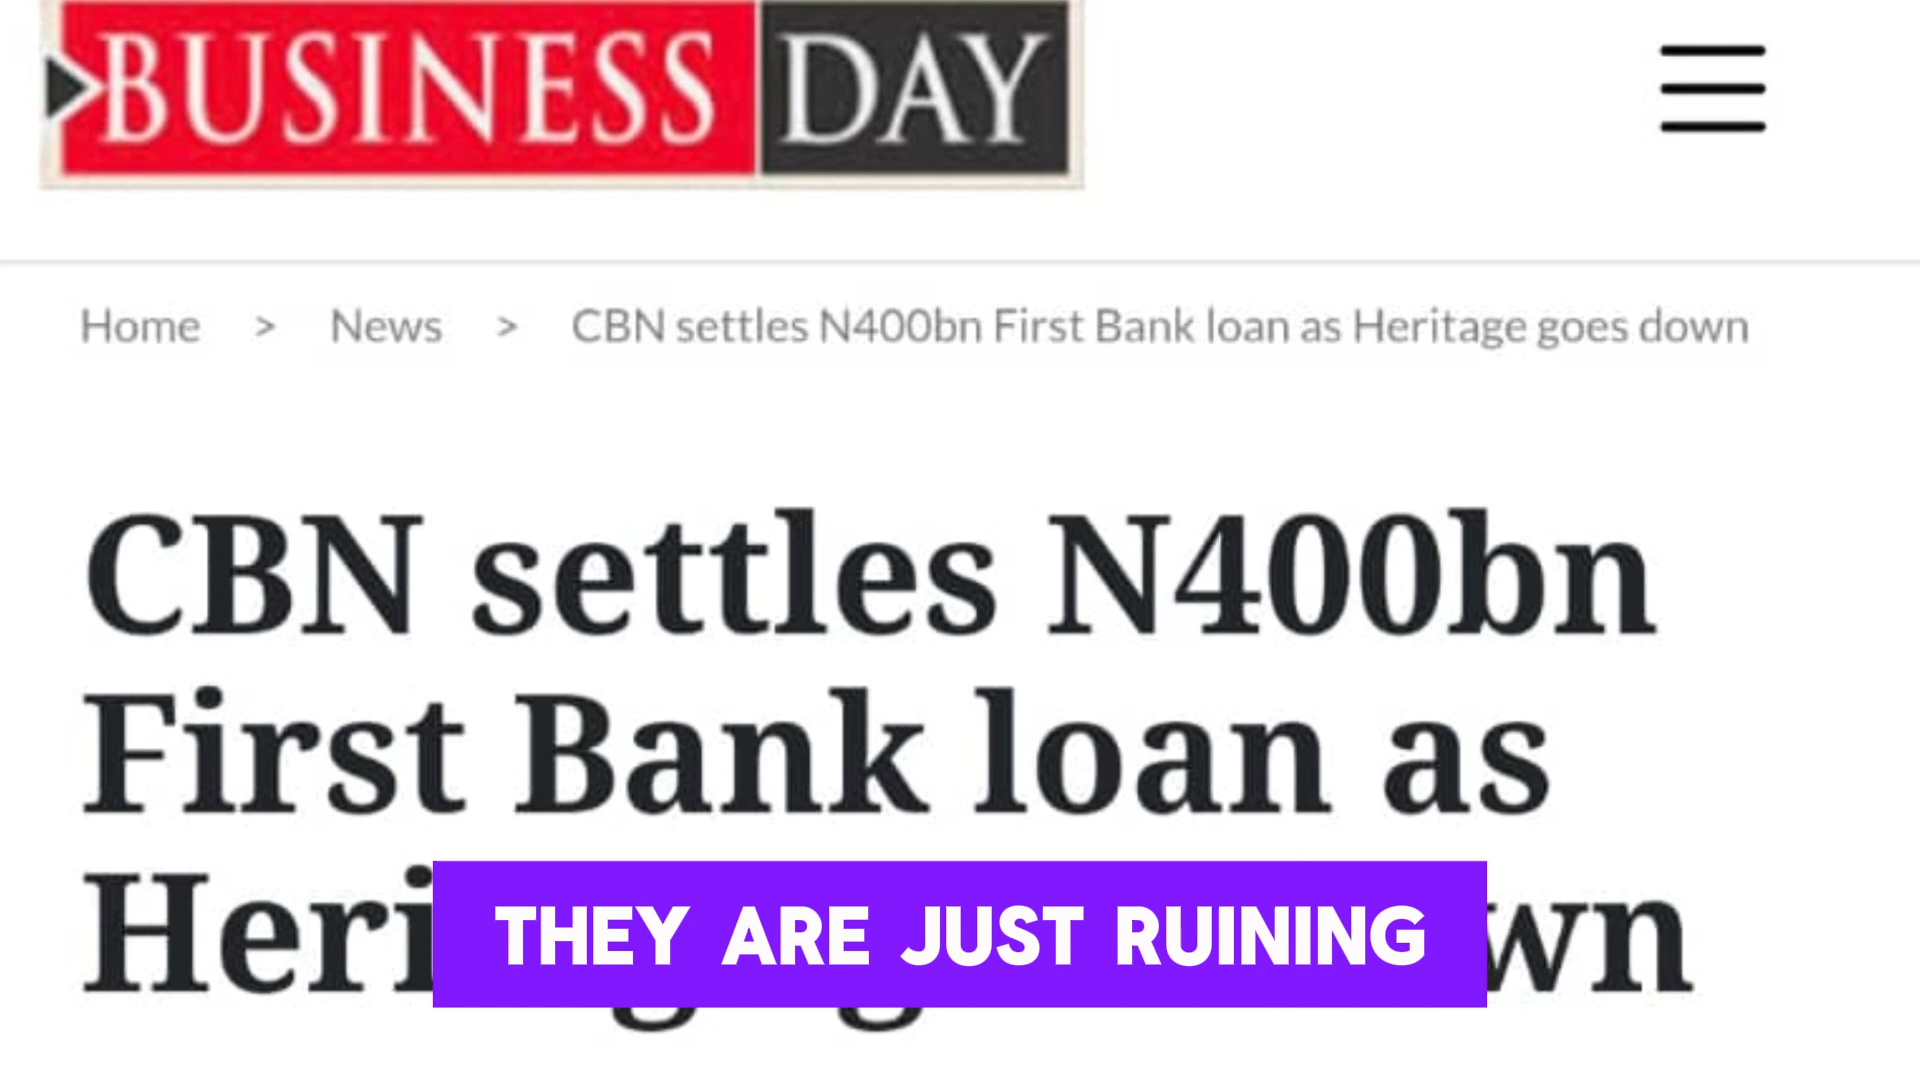 BUSINESS DAY
Home > News > CBN settles N400bn First Bank loan as Heritage goes down
CBN settles N400bn
First Bank loan as
Heri wn
THEY ARE JUST RUINING